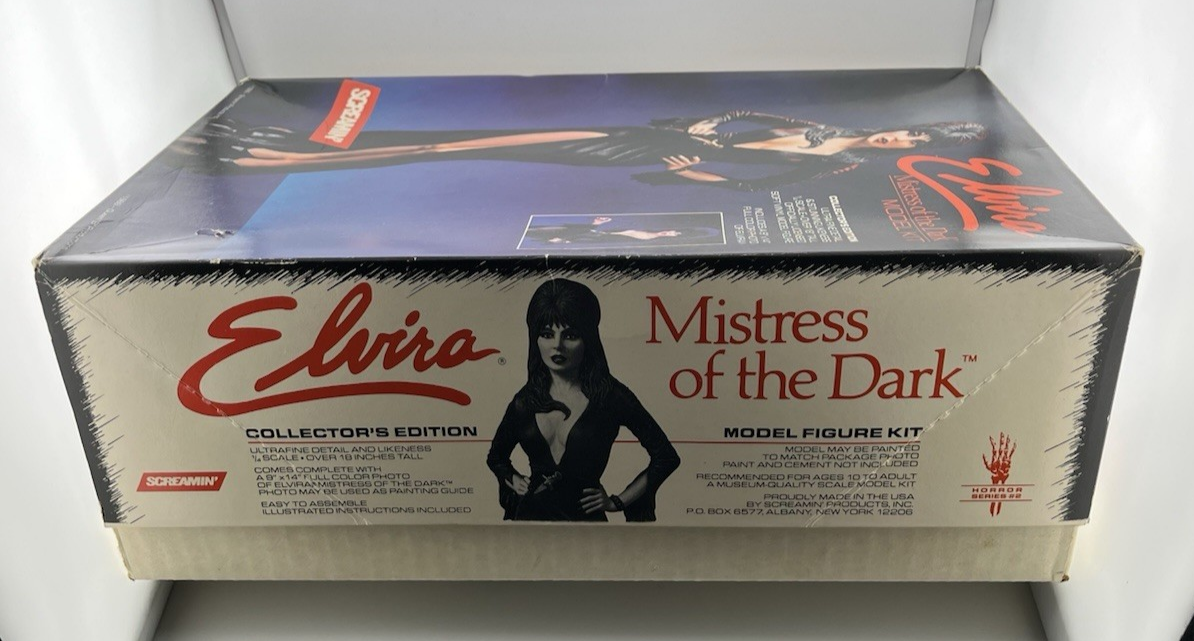 SCREAMIN'
Elvira
Mistress of the Dark
MODEL KIT
COLLECTOR'S EDITION
Elvira®
Mistress
of the Dark™
COLLECTOR'S EDITION
ULTRAFINE DETAIL AND LIKENESS
¼ SCALE • OVER 18 INCHES TALL
COMES COMPLETE WITH
A 8" x 14" FULL COLOR PHOTO
OF ELVIRA MISTRESS OF THE DARK™
PHOTO MAY BE USED AS PAINTING GUIDE
EASY TO ASSEMBLE
ILLUSTRATED INSTRUCTIONS INCLUDED
SCREAMIN'
MODEL FIGURE KIT
MODEL MAY BE PAINTED
TO MATCH PACKAGE PHOTO
PAINT AND CEMENT NOT INCLUDED
RECOMMENDED FOR AGES 10 TO ADULT
A MUSEUM-QUALITY SCALE MODEL KIT
PROUDLY MADE IN THE USA
BY SCREAMIN' PRODUCTS, INC.
P.O. BOX 6577, ALBANY, NEW YORK 12206
HORROR
SERIES #2